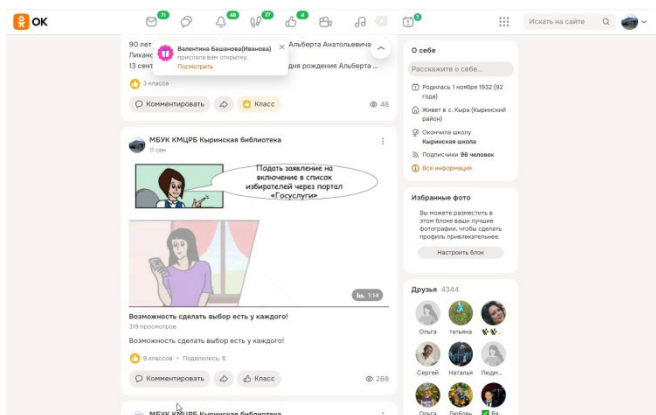 ОК
71
48
27
4
Искать на сайте
90 лет
Альберта Анатольевича
Лихано
13 сент
дня рождения Альберта ...
Валентина Башанова(Иванова)
прислала вам открытку.
Посмотреть
3 класса
Комментировать
Класс
48
МБУК КМЦРБ Кыринская библиотека
11 сен
Подать заявление на
включение в список
избирателей через портал
«Госуслуги»
1:14
Возможность сделать выбор есть у каждого!
319 просмотров
Возможность сделать выбор есть у каждого!
9 классов • Поделились: 6
Комментировать
Класс
288
МБУК КМЦРБ Кыринская библиотека
О себе
Расскажите о себе...
Родилась 1 ноября 1932 (92
года)
Живет в с. Кыра (Кыринский
район)
Окончила школу
Кыринская школа
Подписчики 96 человек
Вся информация
Избранные фото
Вы можете разместить в
этом блоке ваши лучшие
фотографии, чтобы сделать
профиль привлекательнее.
Настроить блок
Друзья 4344
Ольга
татьяна
Сергей
Наталья
Людм...
Ольга
Любовь
Ва...